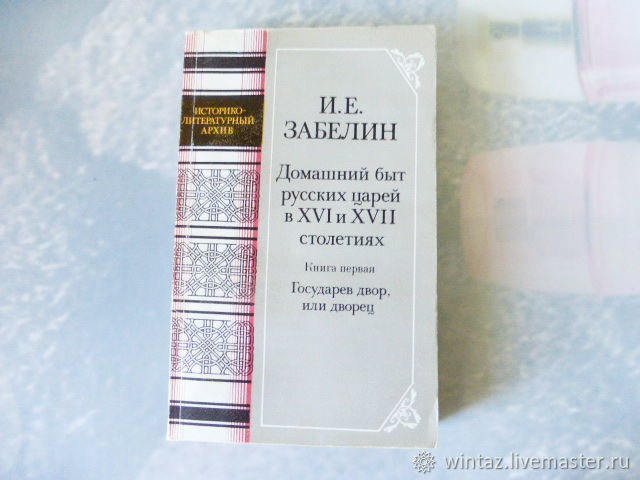 ИСТОРИКО-
ЛИТЕРАТУРНЫЙ
АРХИВ
И.Е.
ЗАБЕЛИН
Домашний быт
русских царей
в XVI и XVII
столетиях
Книга первая
Государев двор,
или дворец
wintaz.livemaster.ru